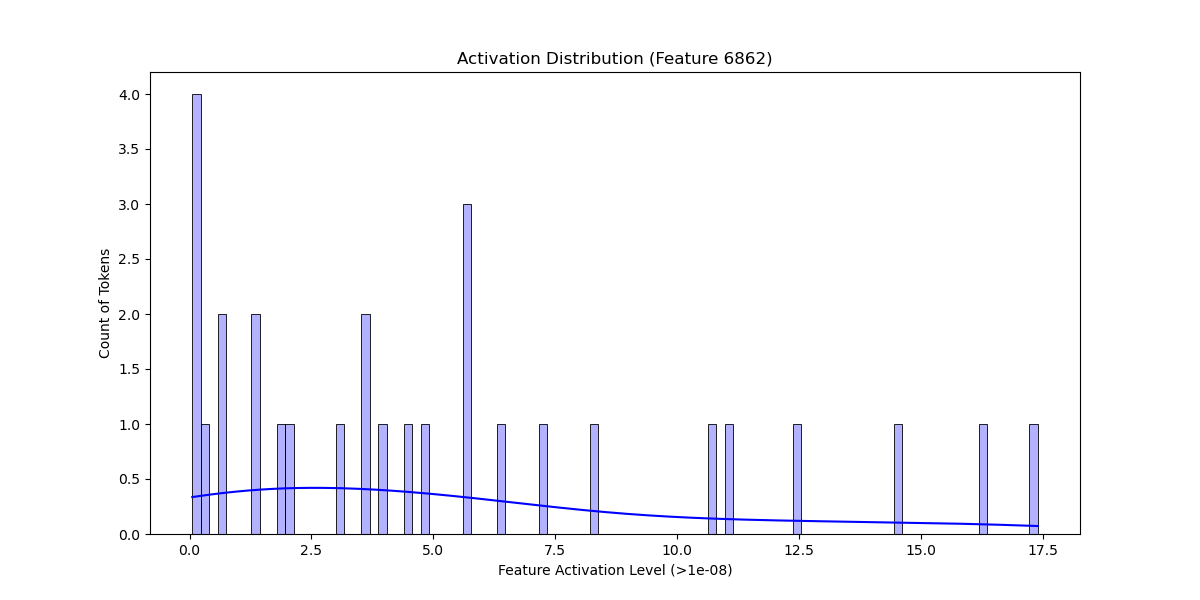 Activation Distribution (Feature 6862)
Count of Tokens
4.0
3.5
3.0
2.5
2.0
1.5
1.0
0.5
0.0
0.0 2.5 5.0 7.5 10.0 12.5 15.0 17.5
Feature Activation Level (>1e-08)